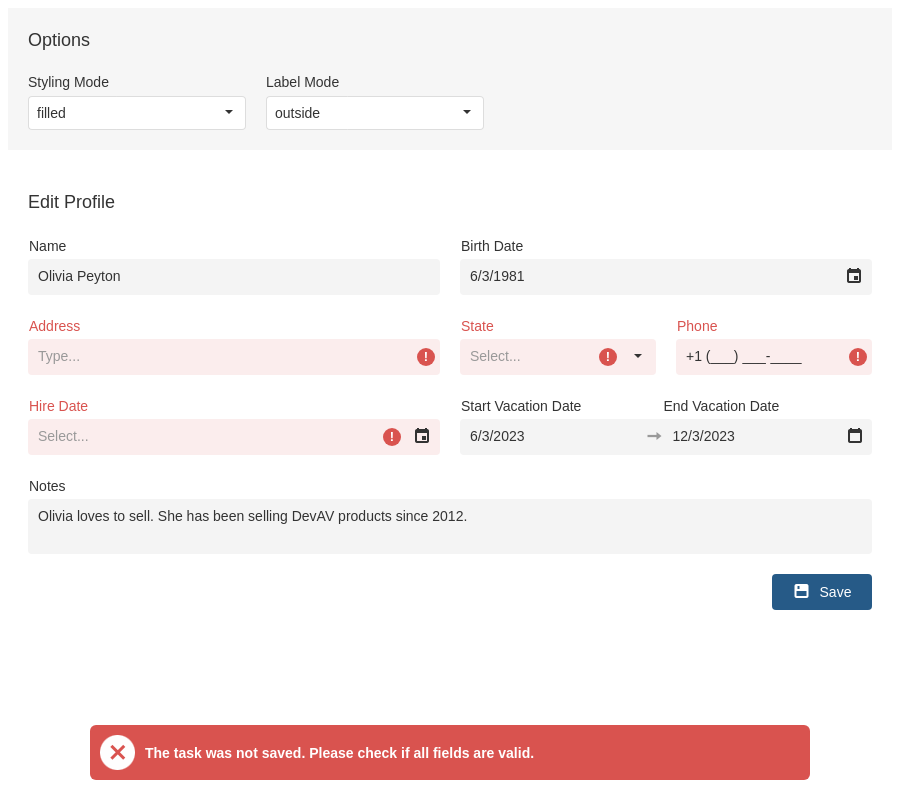 Options
Styling Mode Label Mode
filled outside
Edit Profile
Name Birth Date
Olivia Peyton 6/3/1981
Address State Phone
Type... Select... +1 (___) ___-____
Hire Date Start Vacation Date End Vacation Date
Select... 6/3/2023 12/3/2023
Notes
Olivia loves to sell. She has been selling DevAV products since 2012.
Save
The task was not saved. Please check if all fields are valid.